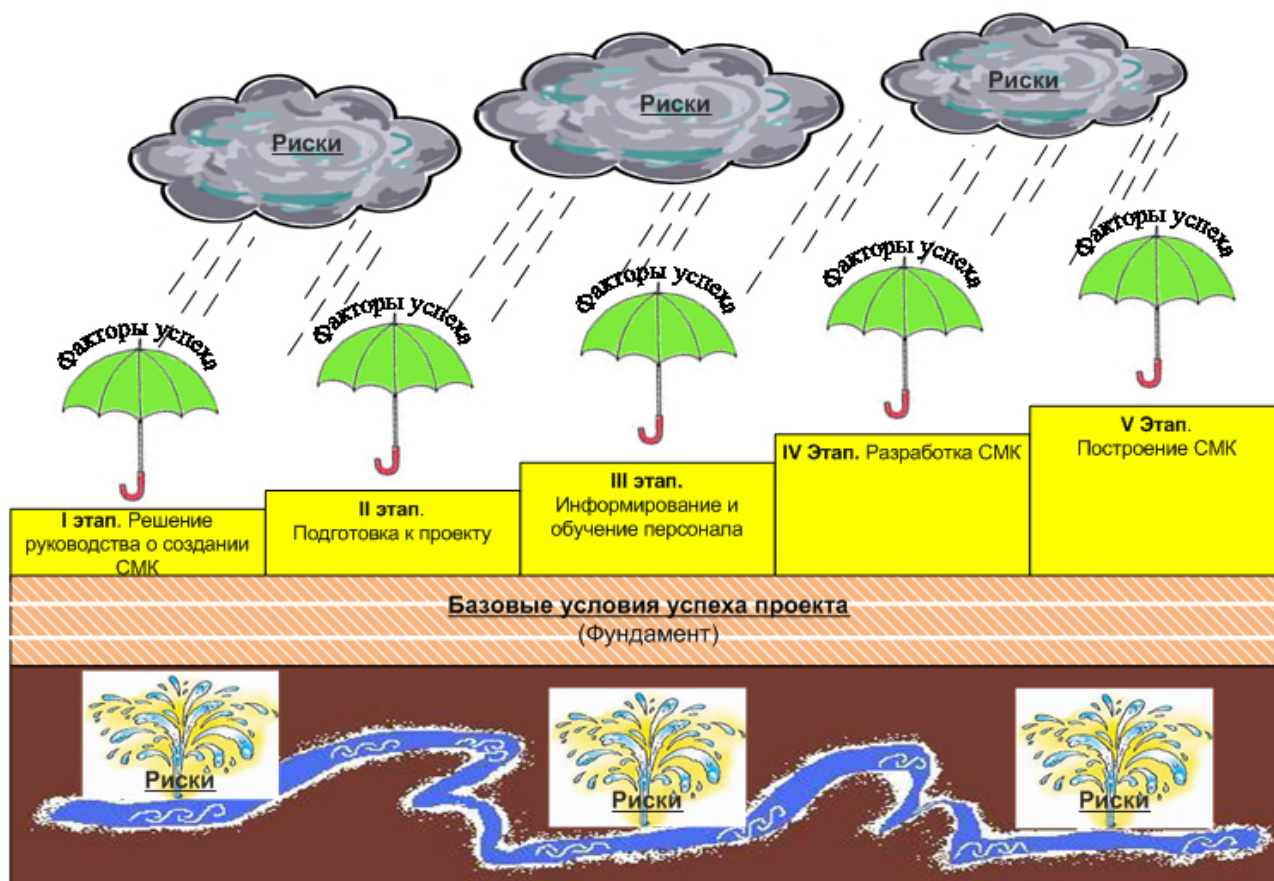 Риски
Риски
Риски
Факторы успеха
Факторы успеха
Факторы успеха
Факторы успеха
Факторы успеха
I этап. Решение
руководства о создании
СМК
II этап.
Подготовка к проекту
III этап.
Информирование и
обучение персонала
IV Этап. Разработка СМК
V Этап.
Построение СМК
Базовые условия успеха проекта
(Фундамент)
Риски
Риски
Риски